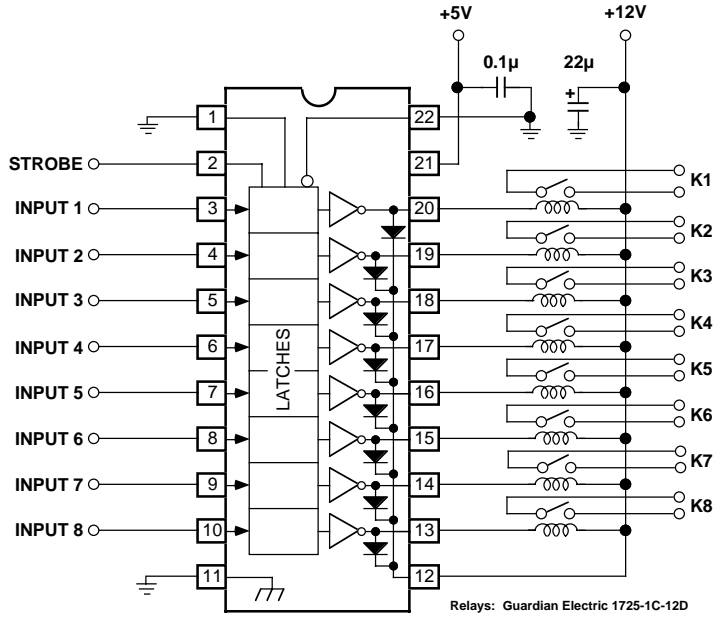 +5V
+12V
0.1µ
22µ
+
1
22
STROBE
2
21
K1
INPUT 1
3
20
K2
INPUT 2
4
19
K3
INPUT 3
5
18
K4
INPUT 4
6
LATCHES
17
K5
INPUT 5
7
16
K6
INPUT 6
8
15
K7
INPUT 7
9
14
K8
INPUT 8
10
13
11
12
Relays: Guardian Electric 1725-1C-12D